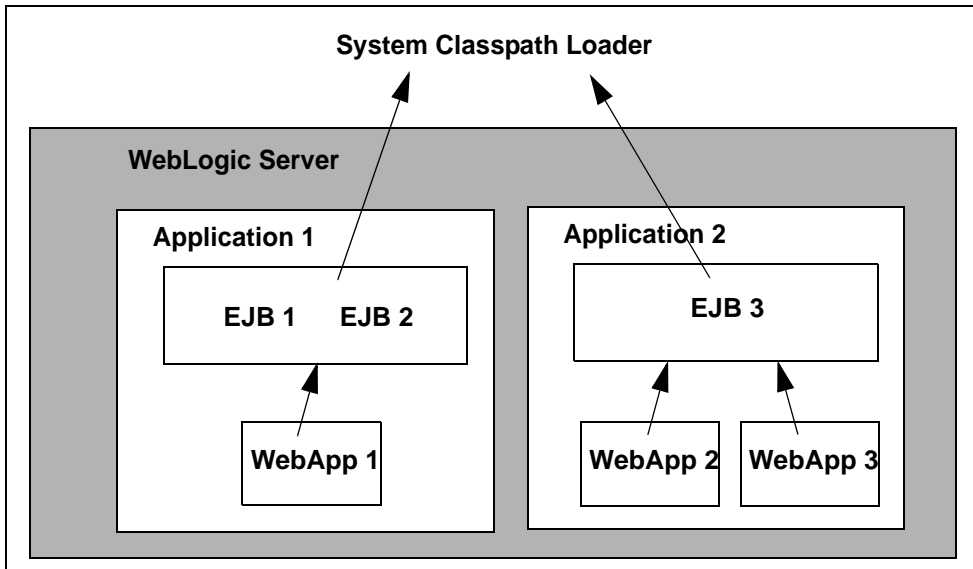 System Classpath Loader
WebLogic Server
Application 1
EJB 1 EJB 2
WebApp 1
Application 2
EJB 3
WebApp 2
WebApp 3